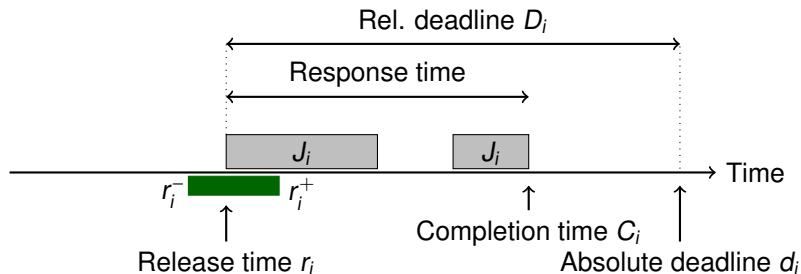 Rel. deadline D_i
Response time
J_i J_i
Time
r_i^- r_i^+
Completion time C_i
Release time r_i Absolute deadline d_i